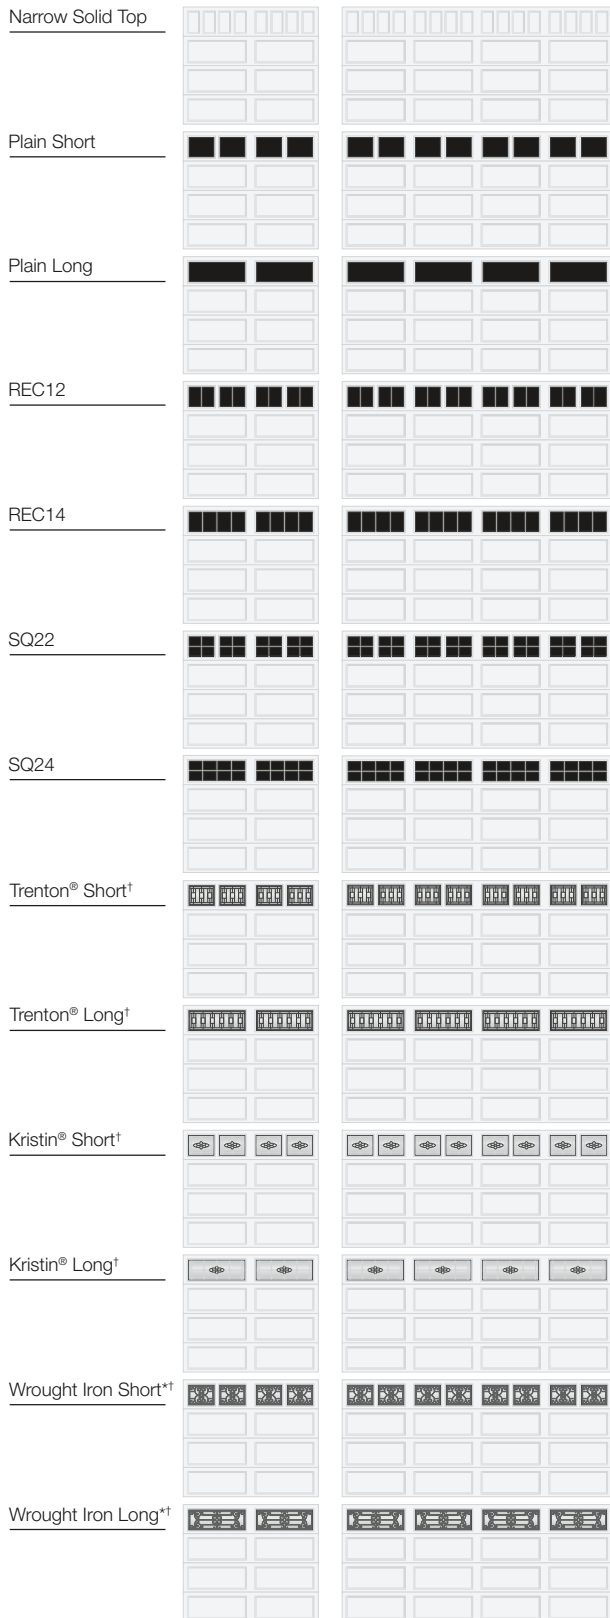 Narrow Solid Top
Plain Short
Plain Long
REC12
REC14
SQ22
SQ24
Trenton® Short†
Trenton® Long†
Kristin® Short†
Kristin® Long†
Wrought Iron Short*†
Wrought Iron Long*†